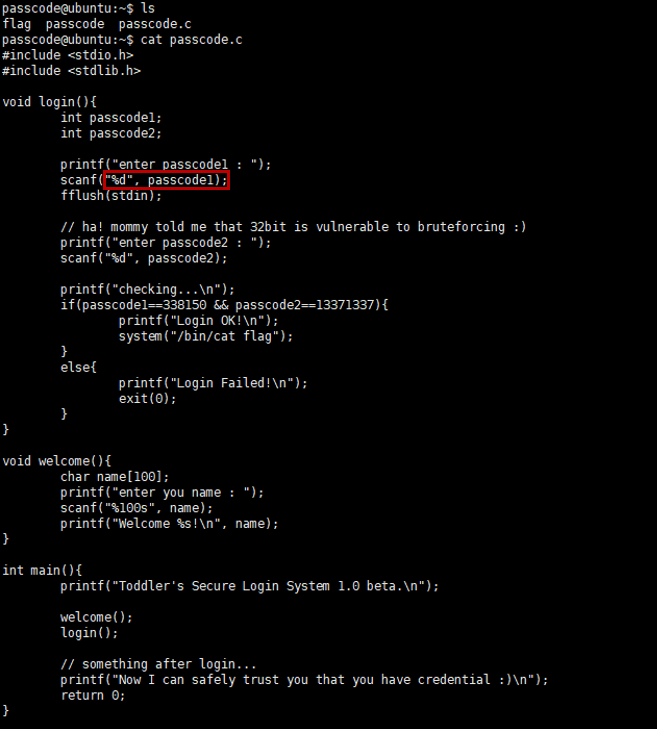 passcode@ubuntu:~$ ls
flag  passcode  passcode.c
passcode@ubuntu:~$ cat passcode.c
#include <stdio.h>
#include <stdlib.h>

void login(){
        int passcode1;
        int passcode2;

        printf("enter passcode1 : ");
        scanf("%d", passcode1);
        fflush(stdin);

        // ha! mommy told me that 32bit is vulnerable to bruteforcing :)
        printf("enter passcode2 : ");
        scanf("%d", passcode2);

        printf("checking...\n");
        if(passcode1==338150 && passcode2==13371337){
                printf("Login OK!\n");
                system("/bin/cat flag");
        }
        else{
                printf("Login Failed!\n");
                exit(0);
        }
}

void welcome(){
        char name[100];
        printf("enter you name : ");
        scanf("%100s", name);
        printf("Welcome %s!\n", name);
}

int main(){
        printf("Toddler's Secure Login System 1.0 beta.\n");

        welcome();
        login();

        // something after login...
        printf("Now I can safely trust you that you have credential :)\n");
        return 0;
}